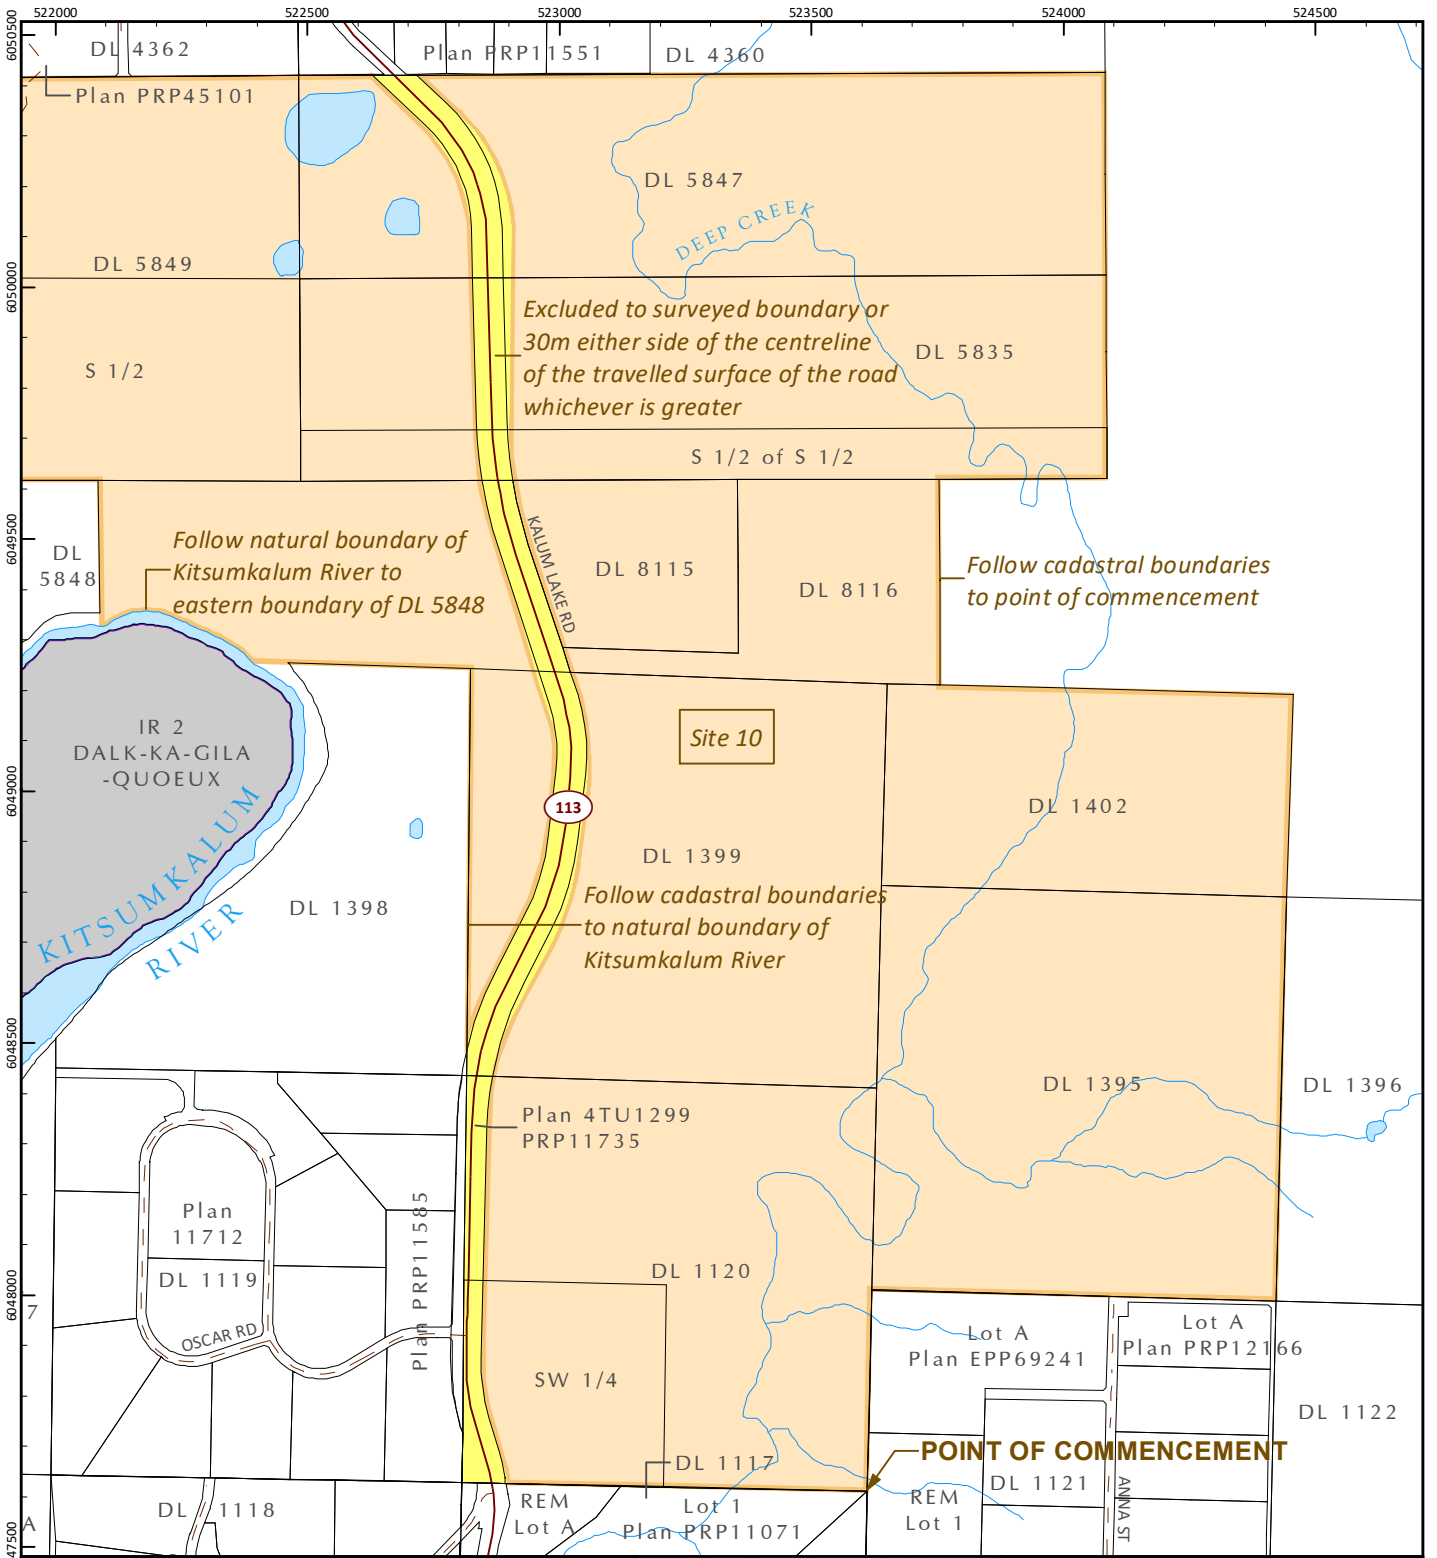 522000
522500
523000
523500
524000
524500
6050500
DL 4362
Plan PRP11551
DL 4360
Plan PRP45101
DL 5847
DEEP CREEK
DL 5849
6050000
Excluded to surveyed boundary or
30m either side of the centreline
of the travelled surface of the road
whichever is greater
DL 5835
S 1/2
S 1/2 of S 1/2
6049500
DL
5848
Follow natural boundary of
Kitsumkalum River to
eastern boundary of DL 5848
KALUM LAKE RD
DL 8115
DL 8116
Follow cadastral boundaries
to point of commencement
IR 2
DALK-KA-GILA
-QUOEUX
Site 10
6049000
113
DL 1402
DL 1399
Follow cadastral boundaries
to natural boundary of
Kitsumkalum River
KITSUMKALUM
RIVER
DL 1398
6048500
Plan 4TU1299
PRP11735
DL 1395
DL 1396
Plan
11712
Plan PRP11585
DL 1119
DL 1120
6048000
7
OSCAR RD
Lot A
Plan EPP69241
Lot A
Plan PRP12166
SW 1/4
DL 1122
POINT OF COMMENCEMENT
DL 1117
DL 1121
DL 1118
REM
Lot A
Lot 1
Plan PRP11071
REM
Lot 1
ANNA ST
A
47500